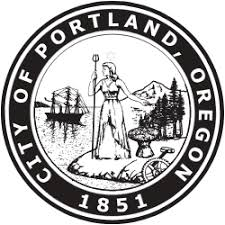 CITY OF PORTLAND, OREGON
1851